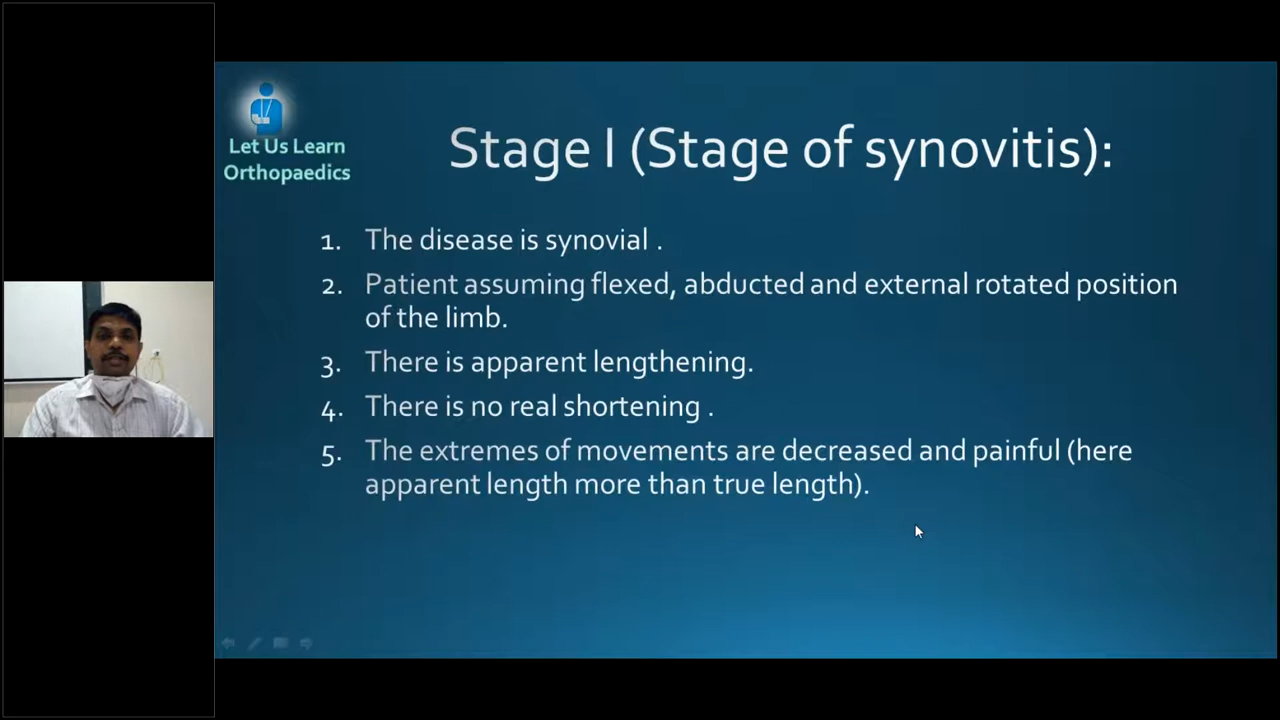 Let Us Learn
Orthopaedics
Stage I (Stage of synovitis):
1. The disease is synovial .
2. Patient assuming flexed, abducted and external rotated position
of the limb.
3. There is apparent lengthening.
4. There is no real shortening .
5. The extremes of movements are decreased and painful (here
apparent length more than true length).